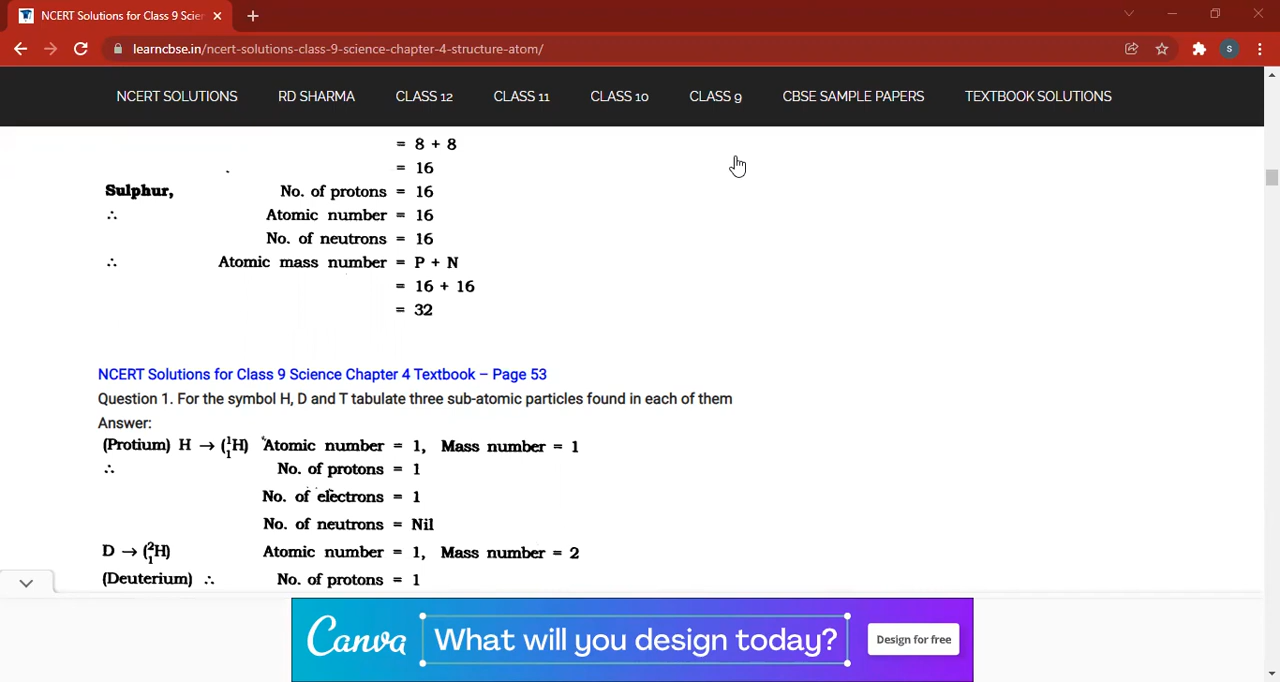 NCERT Solutions for Class 9 Scie
learncbse.in/ncert-solutions-class-9-science-chapter-4-structure-atom/
S
NCERT SOLUTIONS RD SHARMA CLASS 12 CLASS 11 CLASS 10 CLASS 9 CBSE SAMPLE PAPERS TEXTBOOK SOLUTIONS
= 8 + 8
= 16
Sulphur, No. of protons = 16
∴ Atomic number = 16
No. of neutrons = 16
∴ Atomic mass number = P + N
= 16 + 16
= 32
NCERT Solutions for Class 9 Science Chapter 4 Textbook – Page 53
Question 1. For the symbol H, D and T tabulate three sub-atomic particles found in each of them
Answer:
(Protium) H → (¹₁H) Atomic number = 1, Mass number = 1
∴ No. of protons = 1
No. of electrons = 1
No. of neutrons = Nil
D → (²₁H) Atomic number = 1, Mass number = 2
(Deuterium) ∴ No. of protons = 1
Canva What will you design today? Design for free